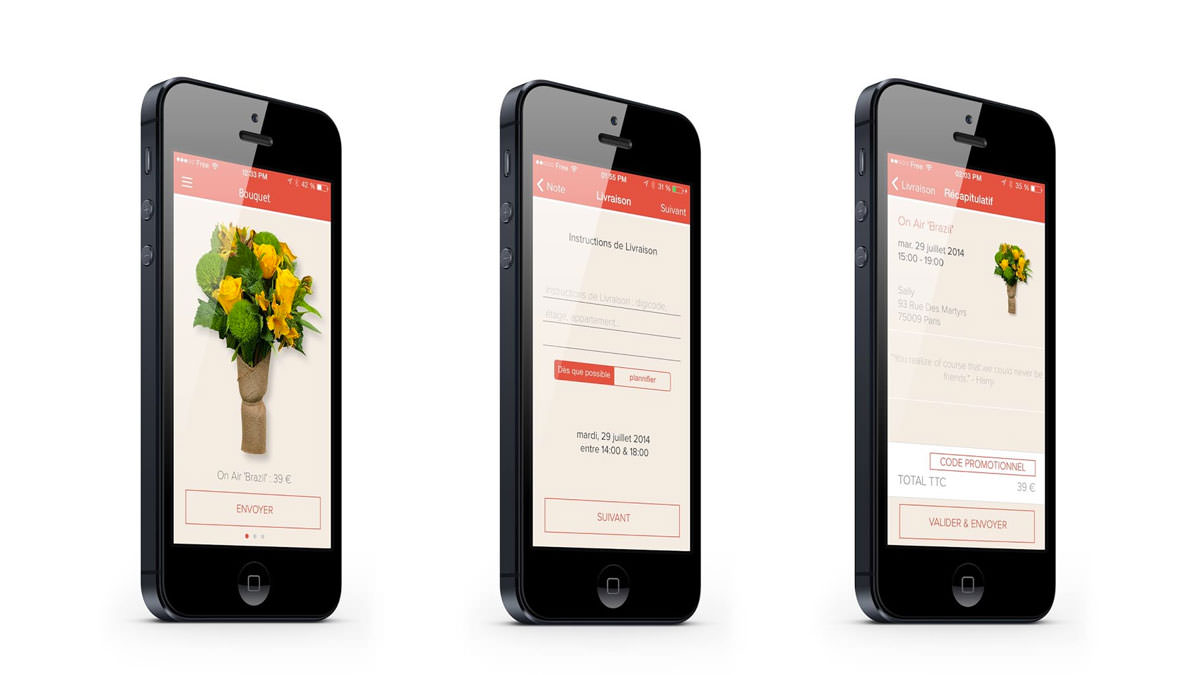 Free
12:33 PM
42 %
Bouquet
On Air 'Brazil' : 39 €
ENVOYER
Free
01:55 PM
31 %
Note
Livraison
Suivant
Instructions de Livraison
Instructions de Livraison : digicode,
étage, appartement...
Dès que possible
plannifier
mardi, 29 juillet 2014
entre 14:00 & 18:00
SUIVANT
Free
02:03 PM
35 %
Livraison
Récapitulatif
On Air 'Brazil'
mar. 29 juillet 2014
15:00 - 19:00
Sally
93 Rue Des Martyrs
75009 Paris
"You realize of course that we could never be
friends." - Harry
CODE PROMOTIONNEL
TOTAL TTC
39 €
VALIDER & ENVOYER